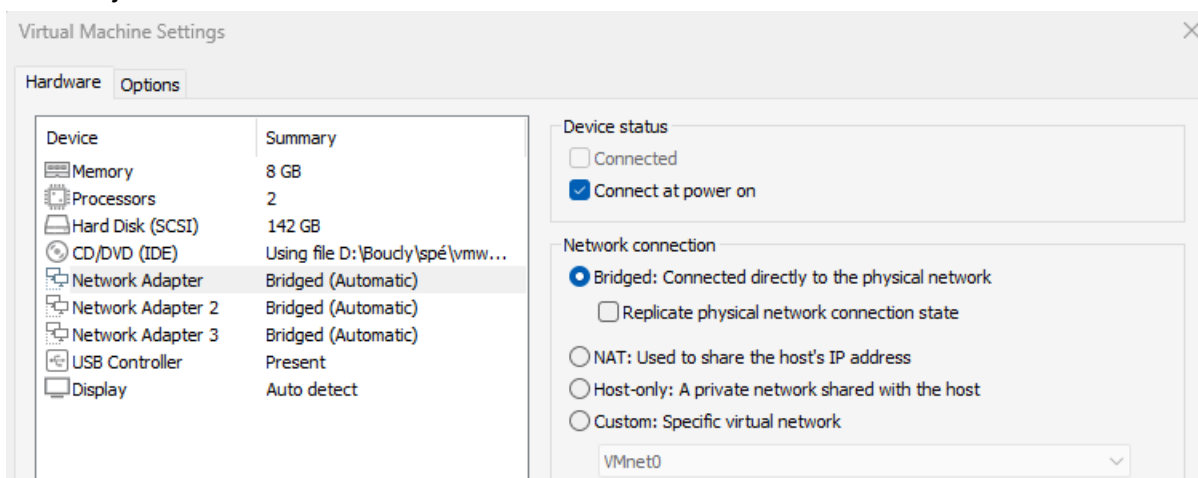 Virtual Machine Settings
Hardware Options
Device Summary
Memory 8 GB
Processors 2
Hard Disk (SCSI) 142 GB
CD/DVD (IDE) Using file D:\Boucly\spé\vmw...
Network Adapter Bridged (Automatic)
Network Adapter 2 Bridged (Automatic)
Network Adapter 3 Bridged (Automatic)
USB Controller Present
Display Auto detect
Device status
Connected
Connect at power on
Network connection
Bridged: Connected directly to the physical network
Replicate physical network connection state
NAT: Used to share the host's IP address
Host-only: A private network shared with the host
Custom: Specific virtual network
VMnet0